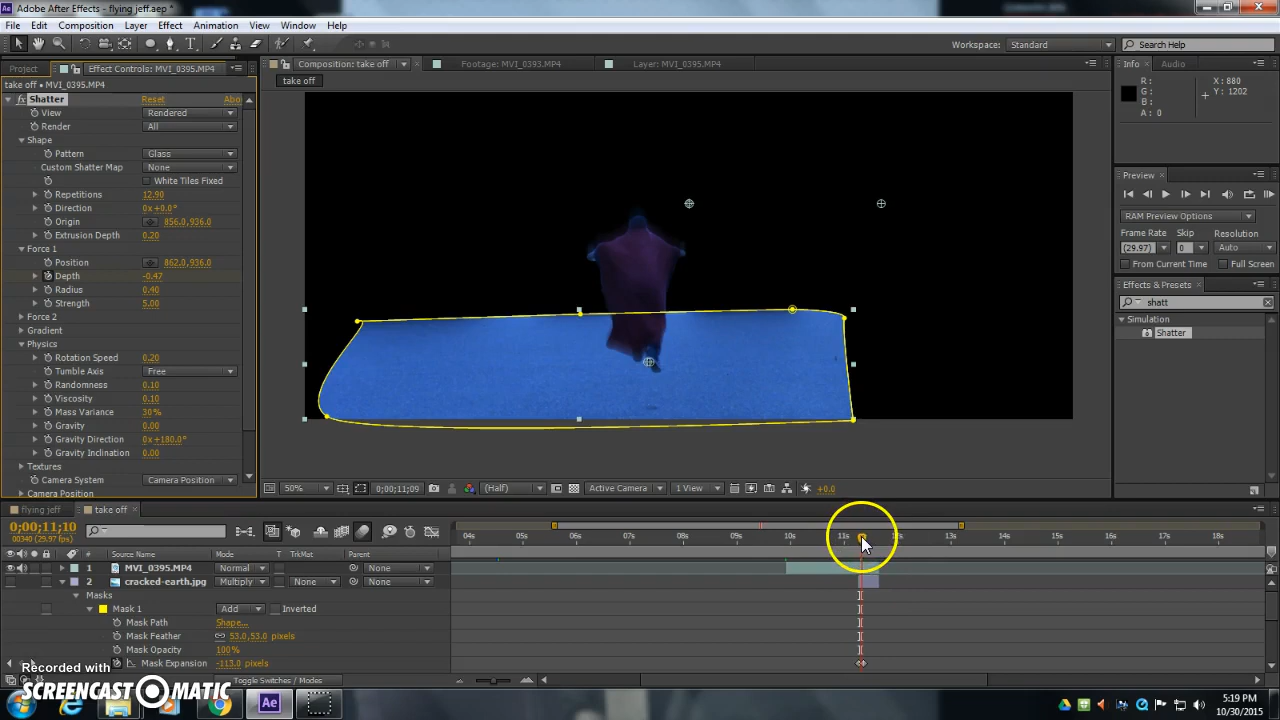 Adobe After Effects - flying jeff.aep *
File Edit Composition Layer Effect Animation View Window Help
Workspace: Standard Search Help
Project Effect Controls: MVI_0395.MP4
take off • MVI_0395.MP4
fx Shatter Reset Abo
View Rendered
Render All
Shape
Pattern Glass
Custom Shatter Map None
White Tiles Fixed
Repetitions 12.90
Direction 0x+0.0°
Origin 856.0,936.0
Extrusion Depth 0.20
Force 1
Position 862.0,936.0
Depth -0.47
Radius 0.40
Strength 5.00
Force 2
Gradient
Physics
Rotation Speed 0.20
Tumble Axis Free
Randomness 0.10
Viscosity 0.10
Mass Variance 30%
Gravity 0.00
Gravity Direction 0x+180.0°
Gravity Inclination 0.00
Textures
Camera System Camera Position
Camera Position
Composition: take off Footage: MVI_0393.MP4 Layer: MVI_0395.MP4
take off
50% 0;00;11;09 (Half) Active Camera 1 View +0.0
Info Audio
R: X: 880
G: Y: 1202
B:
A: 0
Preview
RAM Preview Options
Frame Rate Skip Resolution
(29.97) 0 Auto
From Current Time Full Screen
Effects & Presets
shatt
Simulation
Shatter
flying jeff take off
0;00;11;10
00340 (29.97 fps)
04s 05s 06s 07s 08s 09s 10s 11s 12s 13s 14s 15s 16s 17s 18s
# Source Name Mode T TrkMat Parent
1 MVI_0395.MP4 Normal None
2 cracked-earth.jpg Multiply None None
Masks
Mask 1 Add Inverted
Mask Path Shape...
Mask Feather 53.0,53.0 pixels
Mask Opacity 100%
Mask Expansion -113.0 pixels
Toggle Switches / Modes
Recorded with
SCREENCAST MATIC
Ae
5:19 PM
10/30/2015